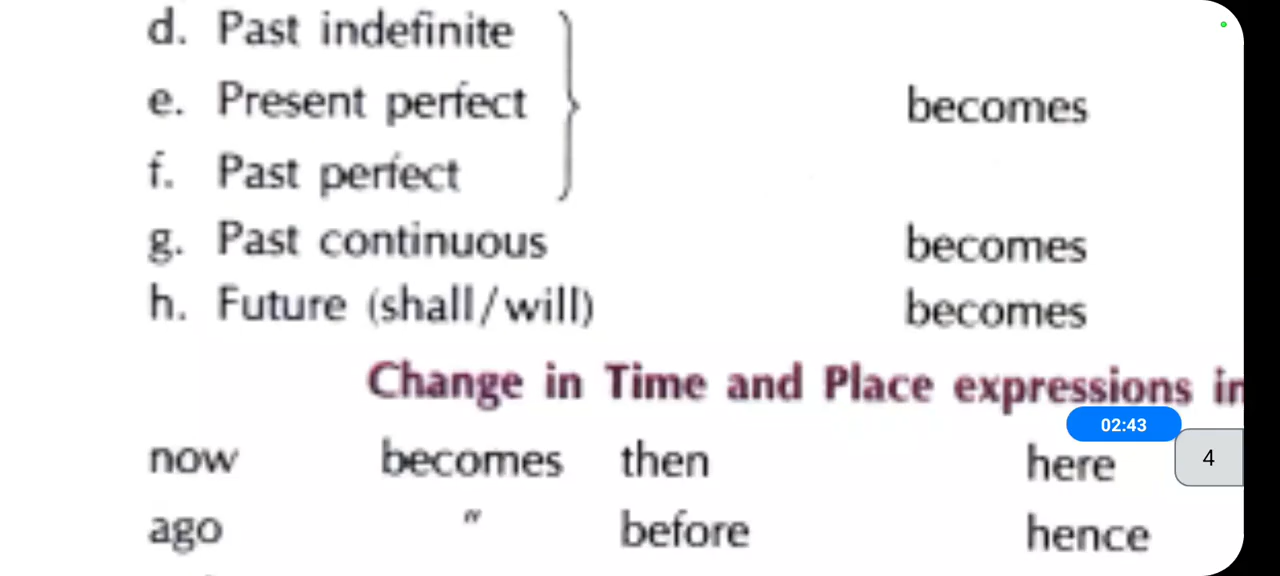 d. Past indefinite
e. Present perfect becomes
f. Past perfect
g. Past continuous becomes
h. Future (shall/will) becomes
Change in Time and Place expressions in
02:43
now becomes then here
4
ago " before hence